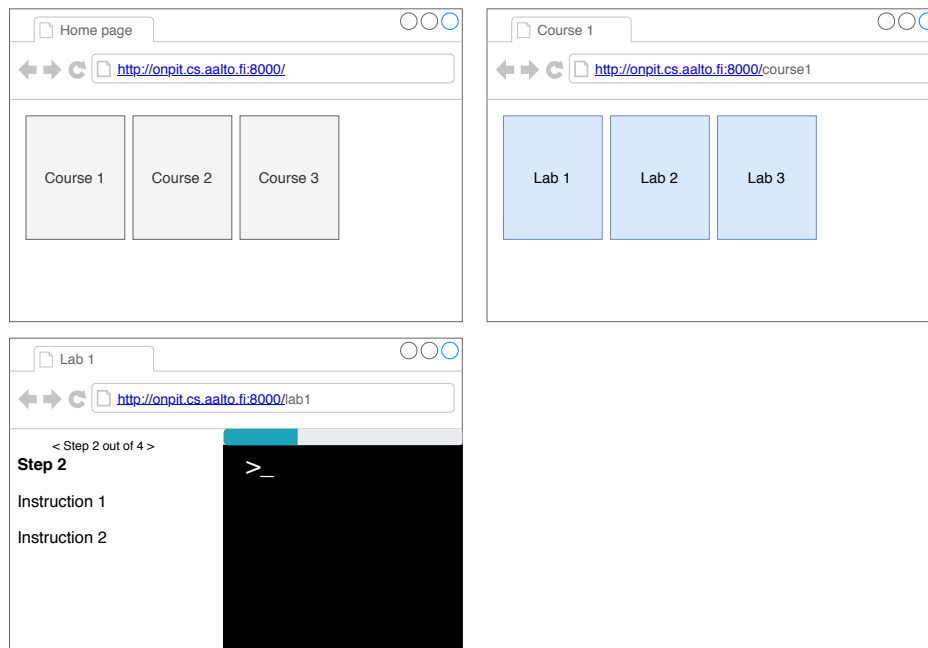 Home page
http://onpit.cs.aalto.fi:8000/
Course 1
Course 2
Course 3
Course 1
http://onpit.cs.aalto.fi:8000/course1
Lab 1
Lab 2
Lab 3
Lab 1
http://onpit.cs.aalto.fi:8000/lab1
< Step 2 out of 4 >
Step 2
Instruction 1
Instruction 2
>_